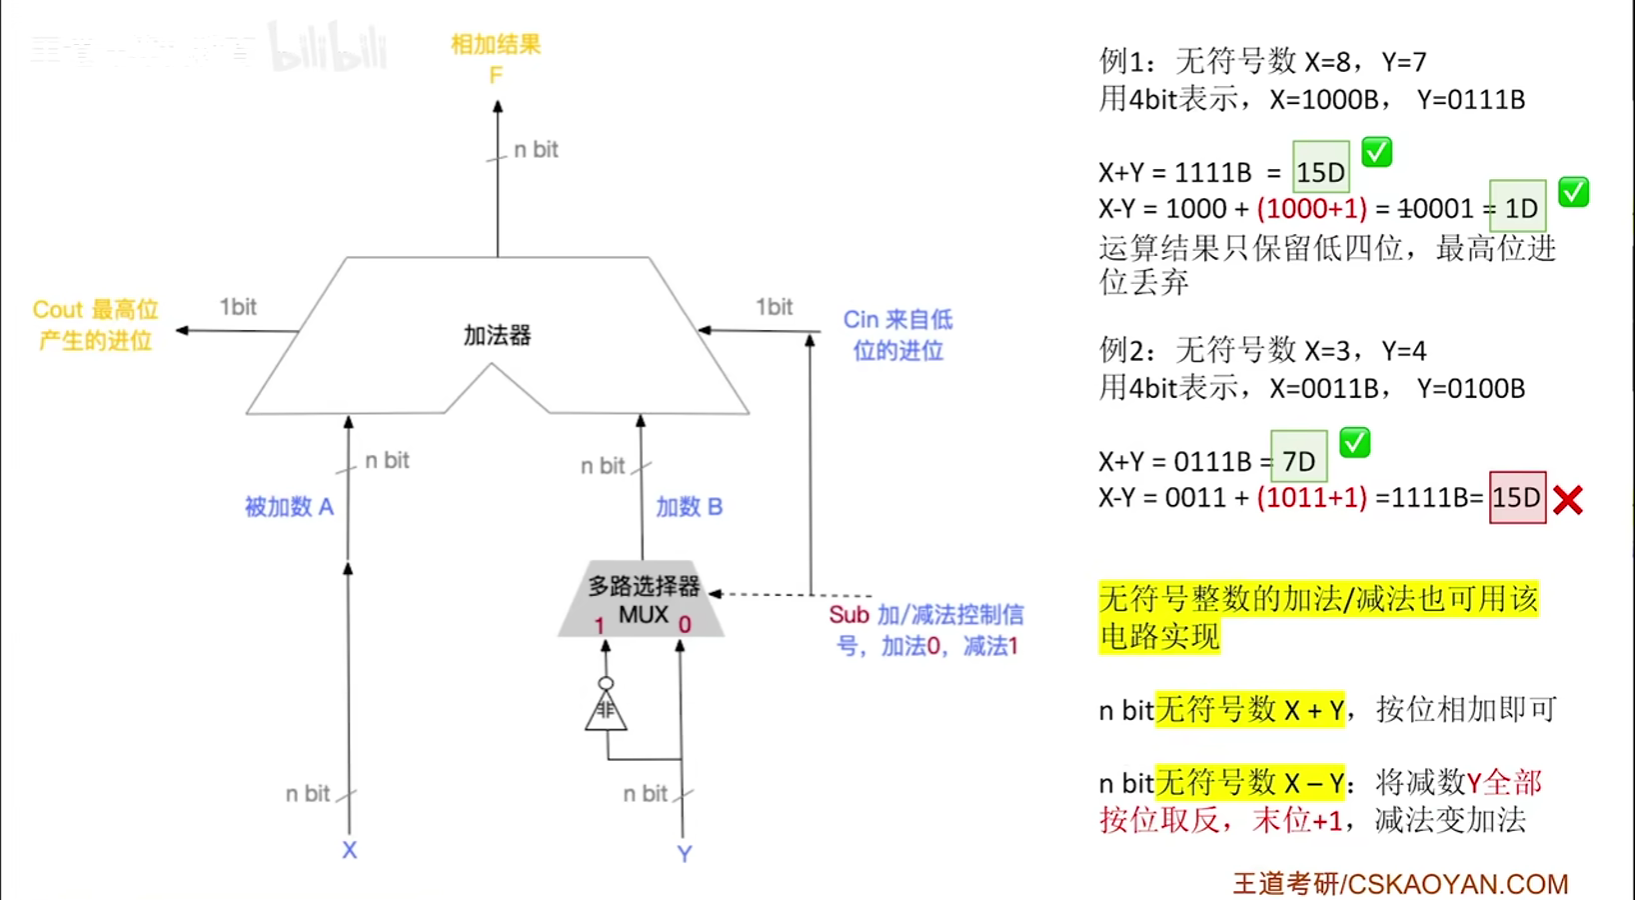 bilibili
相加结果
F
n bit
Cout 最高位
产生的进位
1bit
加法器
1bit
Cin 来自低
位的进位
n bit
被加数 A
n bit
加数 B
多路选择器
MUX
1
0
Sub 加/减法控制信
号，加法0，减法1
非
n bit
n bit
X
Y
例1：无符号数 X=8，Y=7
用4bit表示，X=1000B， Y=0111B
X+Y = 1111B = 15D
X-Y = 1000 + (1000+1) = 10001 = 1D
运算结果只保留低四位，最高位进
位丢弃
例2：无符号数 X=3，Y=4
用4bit表示，X=0011B， Y=0100B
X+Y = 0111B = 7D
X-Y = 0011 + (1011+1) =1111B= 15D
无符号整数的加法/减法也可用该
电路实现
n bit无符号数 X + Y，按位相加即可
n bit无符号数 X – Y：将减数Y全部
按位取反，末位+1，减法变加法
王道考研/CSKAOYAN.COM